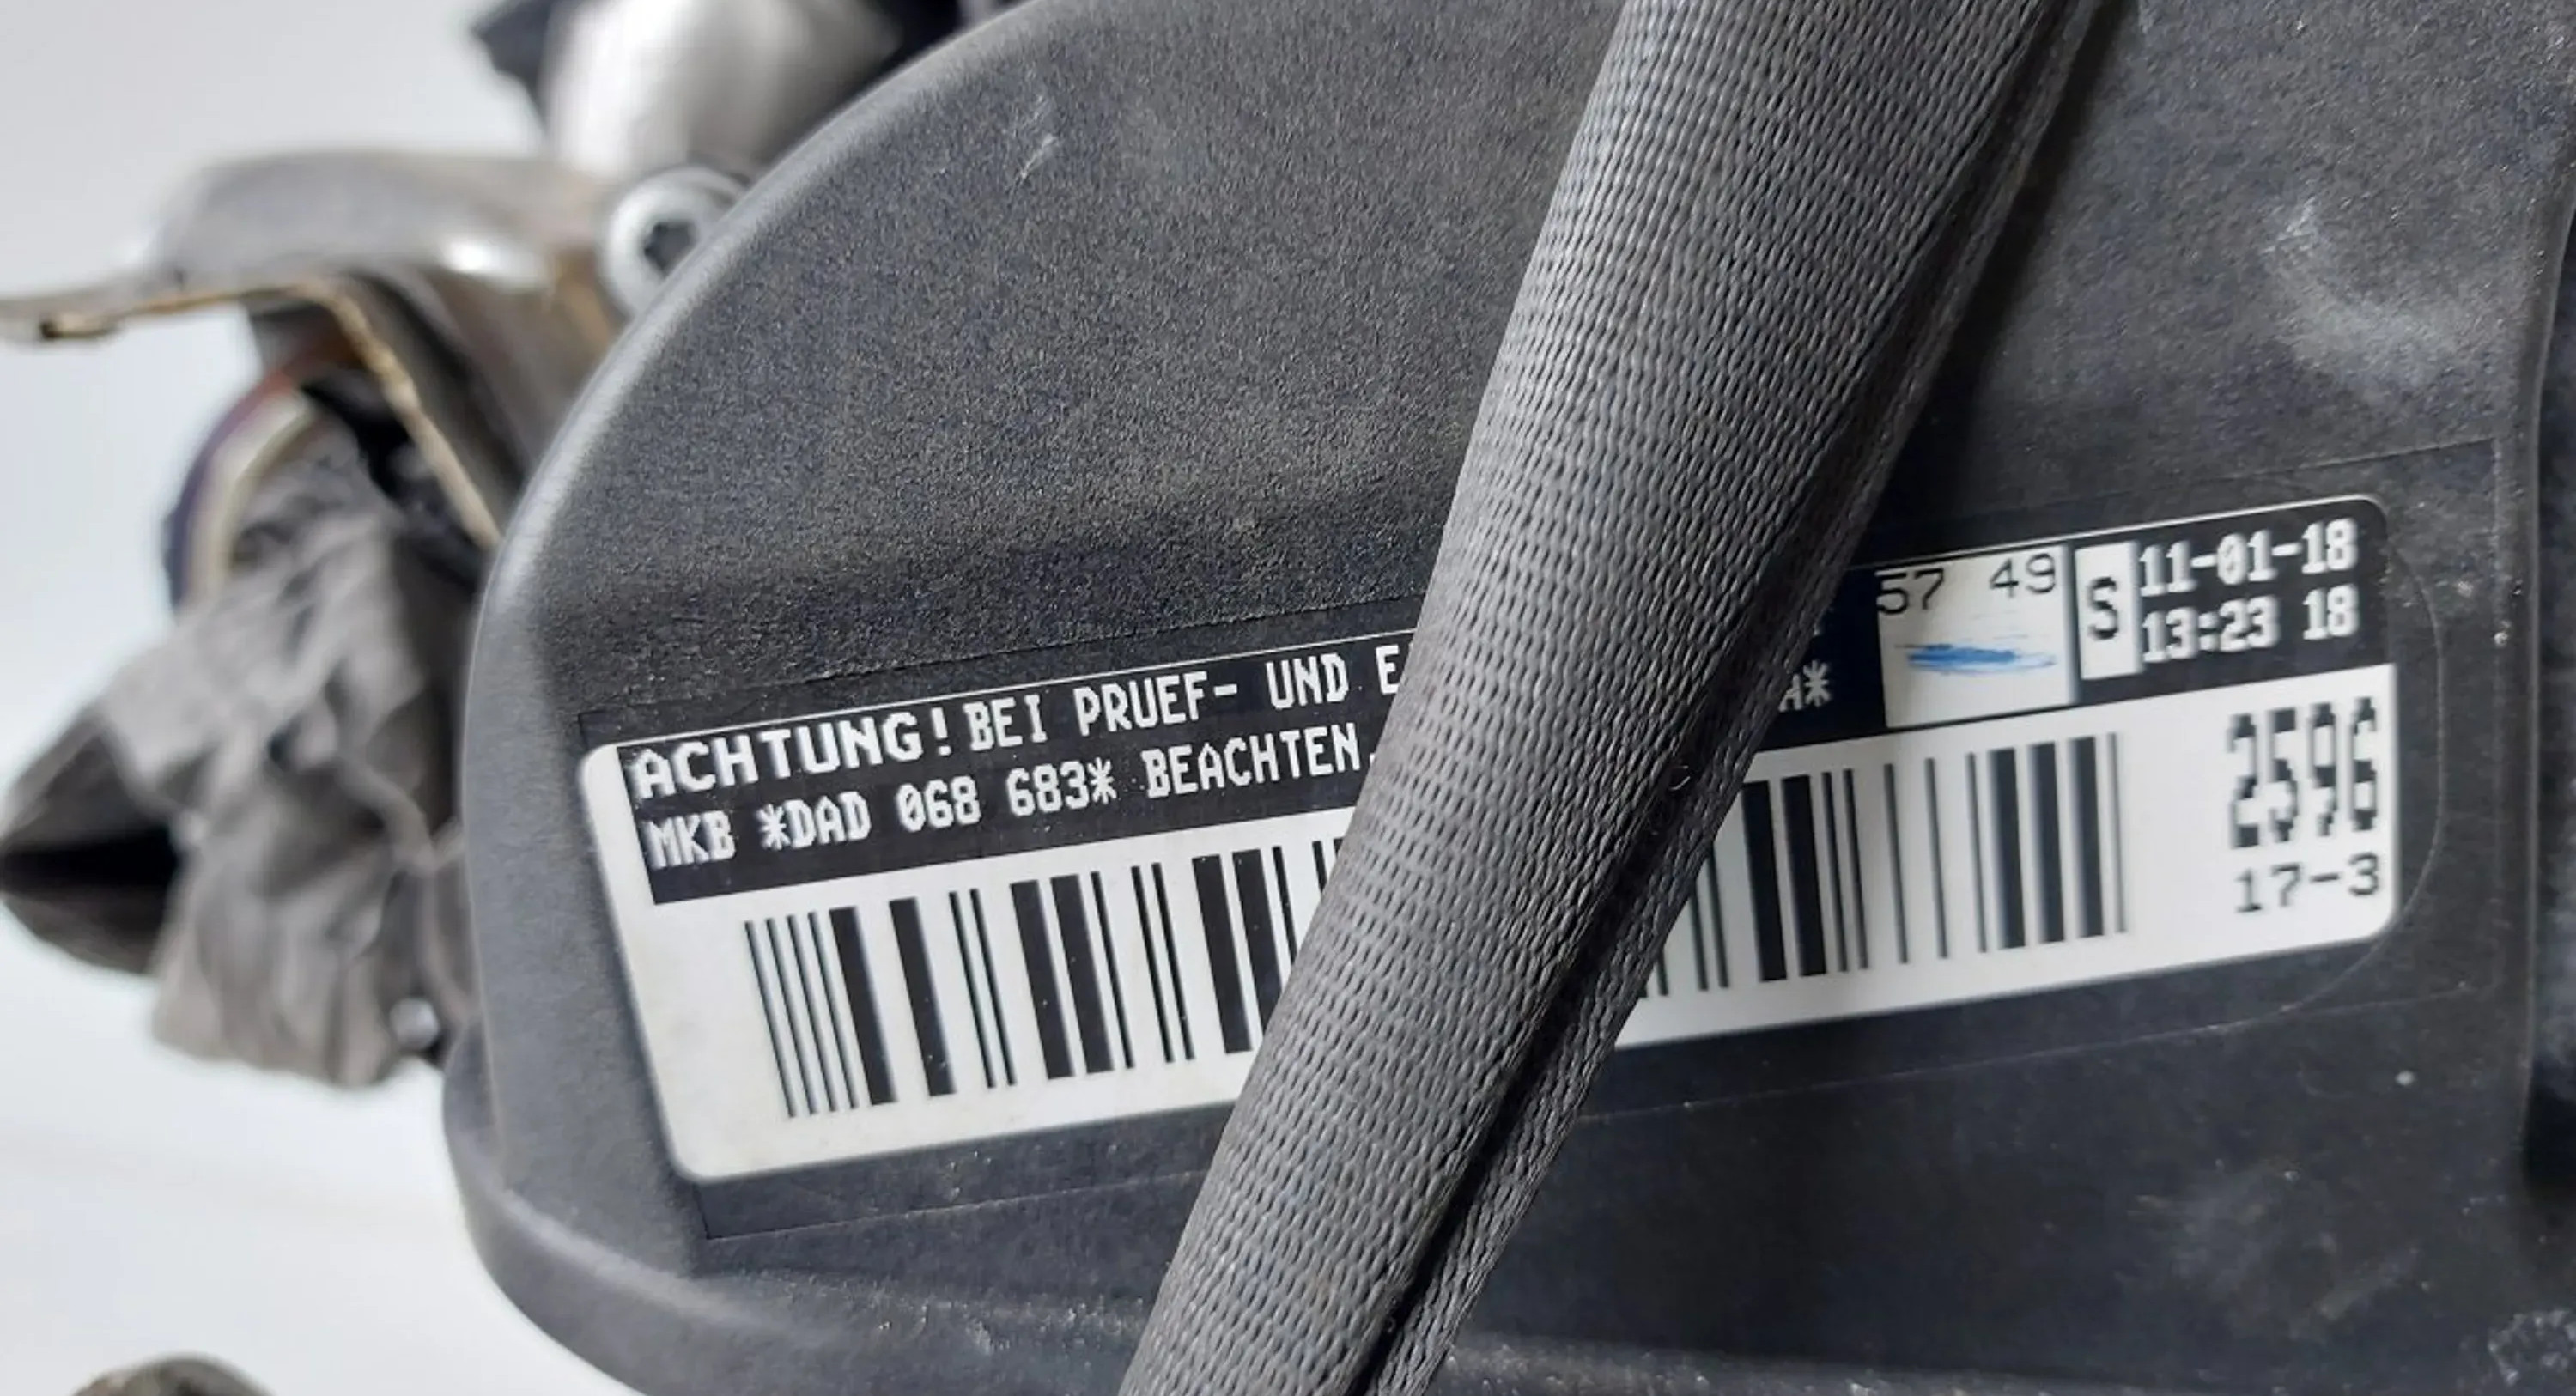 ACHTUNG! BEI PRUEF- UND
MKB *DAD 068 683* BEACHTEN.
57 49
S
11-01-18
13:23 18
2596
17-3